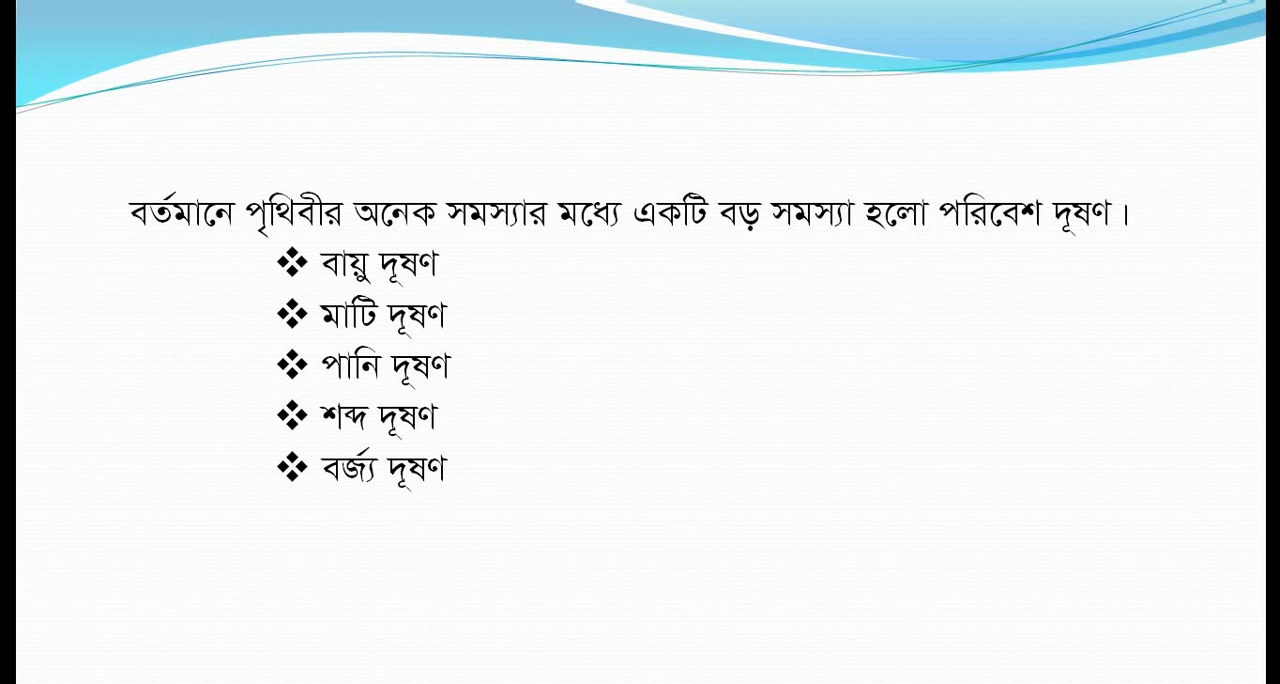 বর্তমানে পৃথিবীর অনেক সমস্যার মধ্যে একটি বড় সমস্যা হলো পরিবেশ দূষণ।
❖ বায়ু দূষণ
❖ মাটি দূষণ
❖ পানি দূষণ
❖ শব্দ দূষণ
❖ বর্জ্য দূষণ